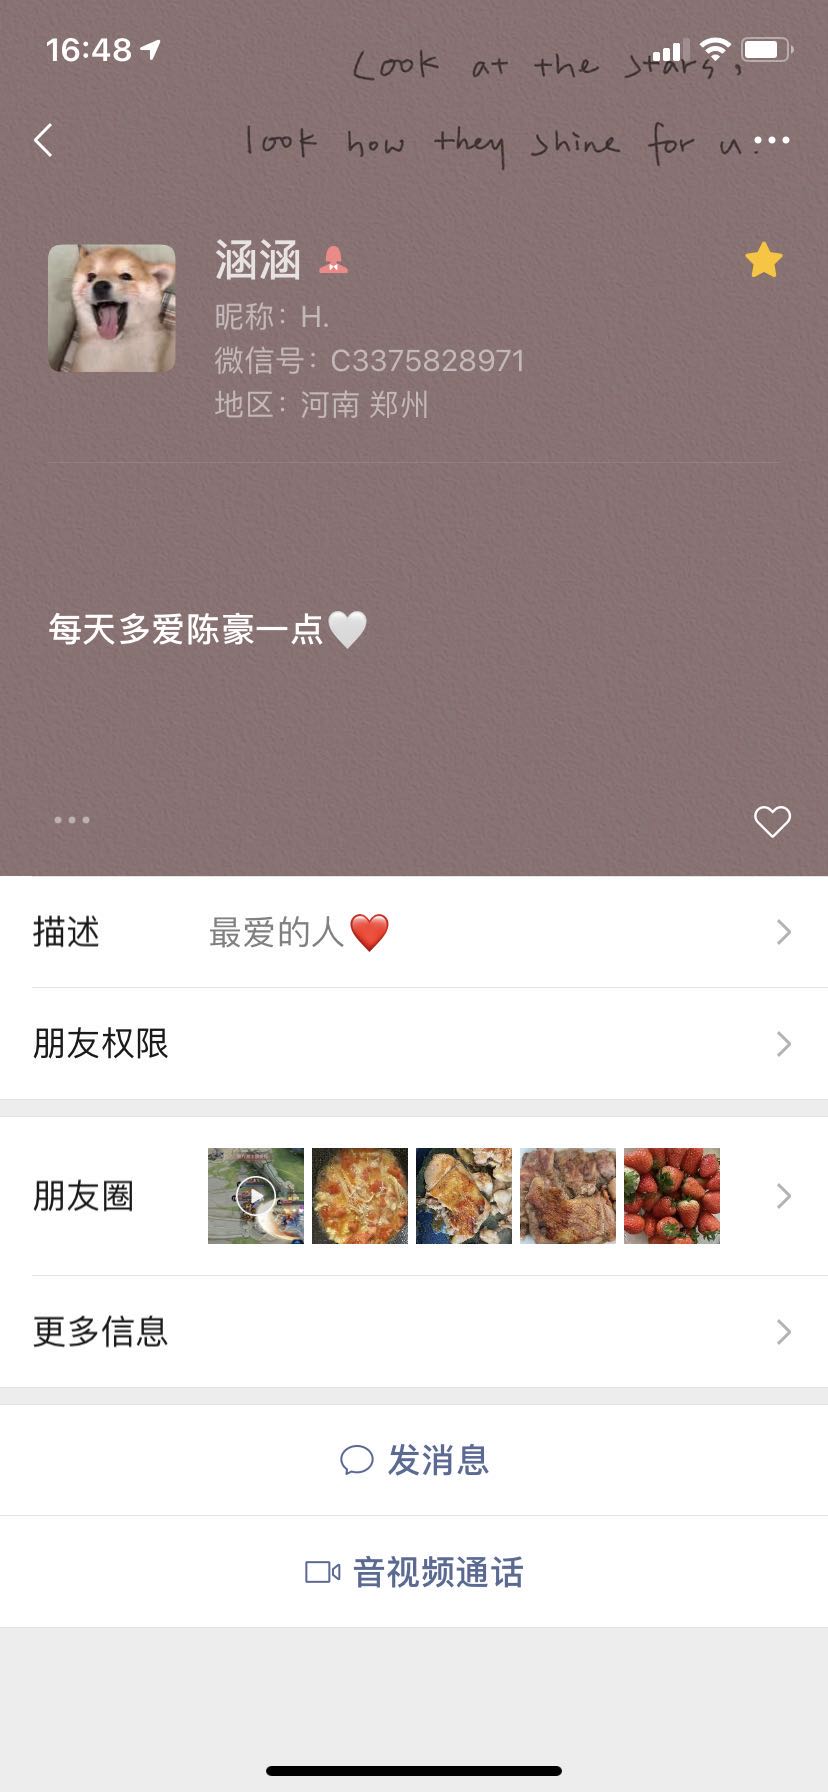 16:48
Look at the stars,
look how they shine for u.
涵涵
昵称：H.
微信号：C3375828971
地区：河南 郑州
每天多爱陈豪一点🤍
描述 最爱的人❤️
朋友权限
朋友圈
更多信息
发消息
音视频通话